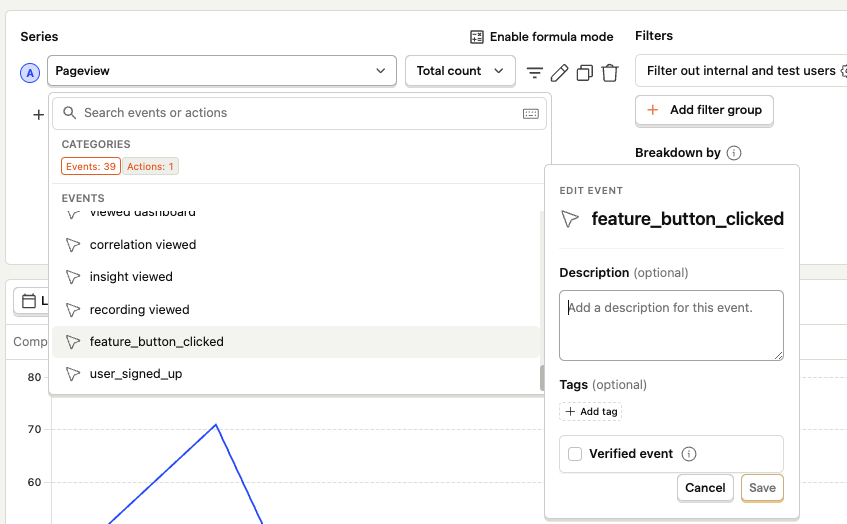 Series
Enable formula mode
Filters
A
Pageview
Total count
Filter out internal and test users
+
Search events or actions
+ Add filter group
CATEGORIES
Events: 39
Actions: 1
Breakdown by
EVENTS
viewed dashboard
correlation viewed
insight viewed
recording viewed
feature_button_clicked
user_signed_up
EDIT EVENT
feature_button_clicked
Description (optional)
Add a description for this event.
Tags (optional)
+ Add tag
Verified event
Cancel
Save
L
Comp
80
70
60